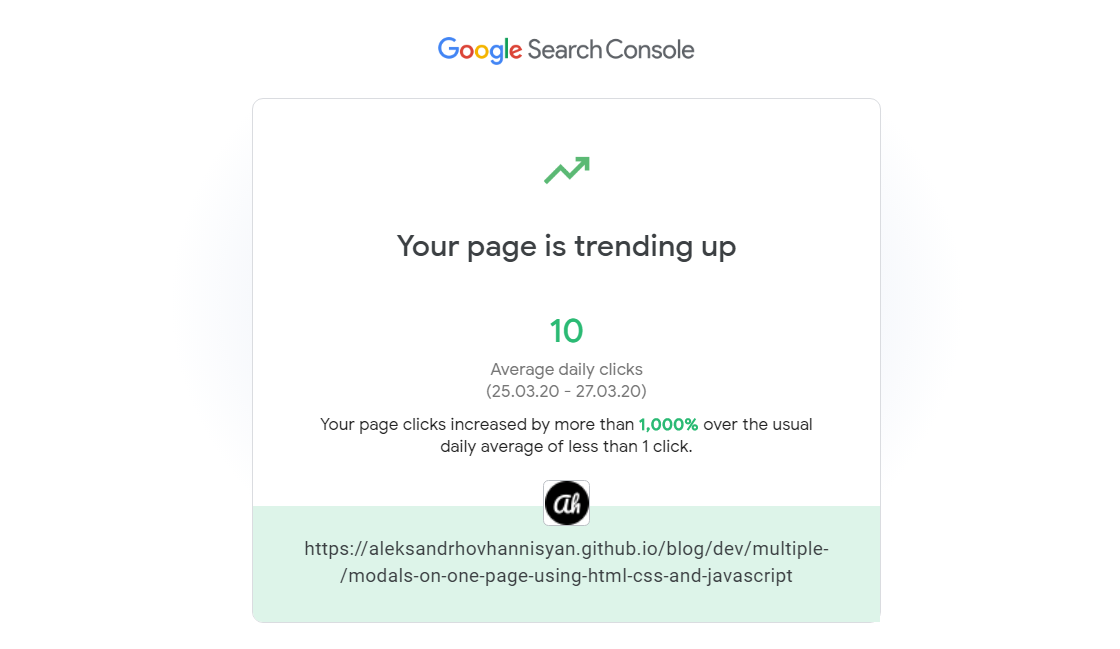 Google Search Console
Your page is trending up
10
Average daily clicks
(25.03.20 - 27.03.20)
Your page clicks increased by more than 1,000% over the usual
daily average of less than 1 click.
Ah
https://aleksandrhovhannisyan.github.io/blog/dev/multiple-
/modals-on-one-page-using-html-css-and-javascript